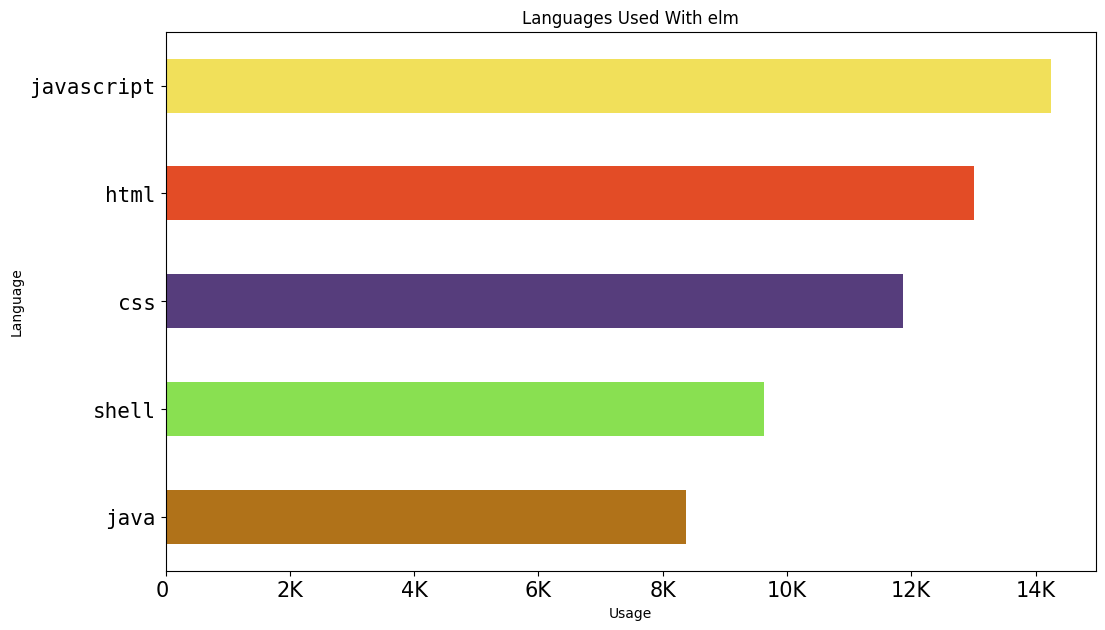 Languages Used With elm
javascript
html
css
shell
java
Language
0 2K 4K 6K 8K 10K 12K 14K
Usage